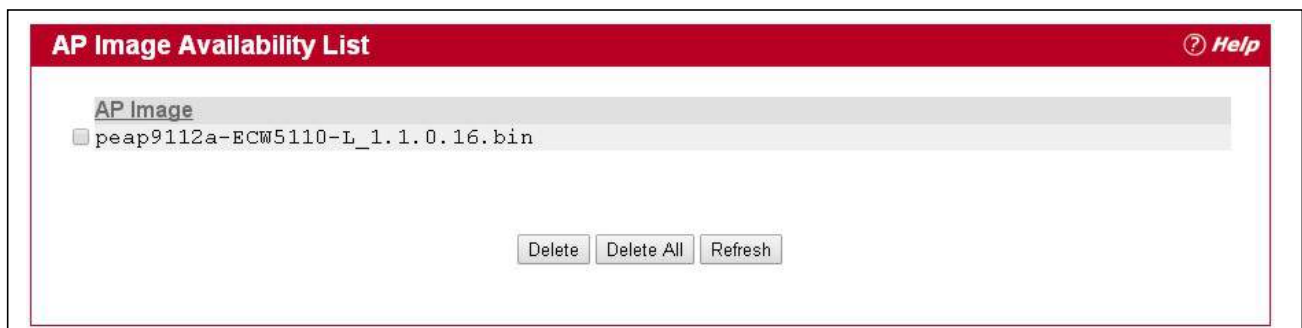 AP Image Availability List ? Help
AP Image
peap9112a-ECW5110-L_1.1.0.16.bin
Delete Delete All Refresh